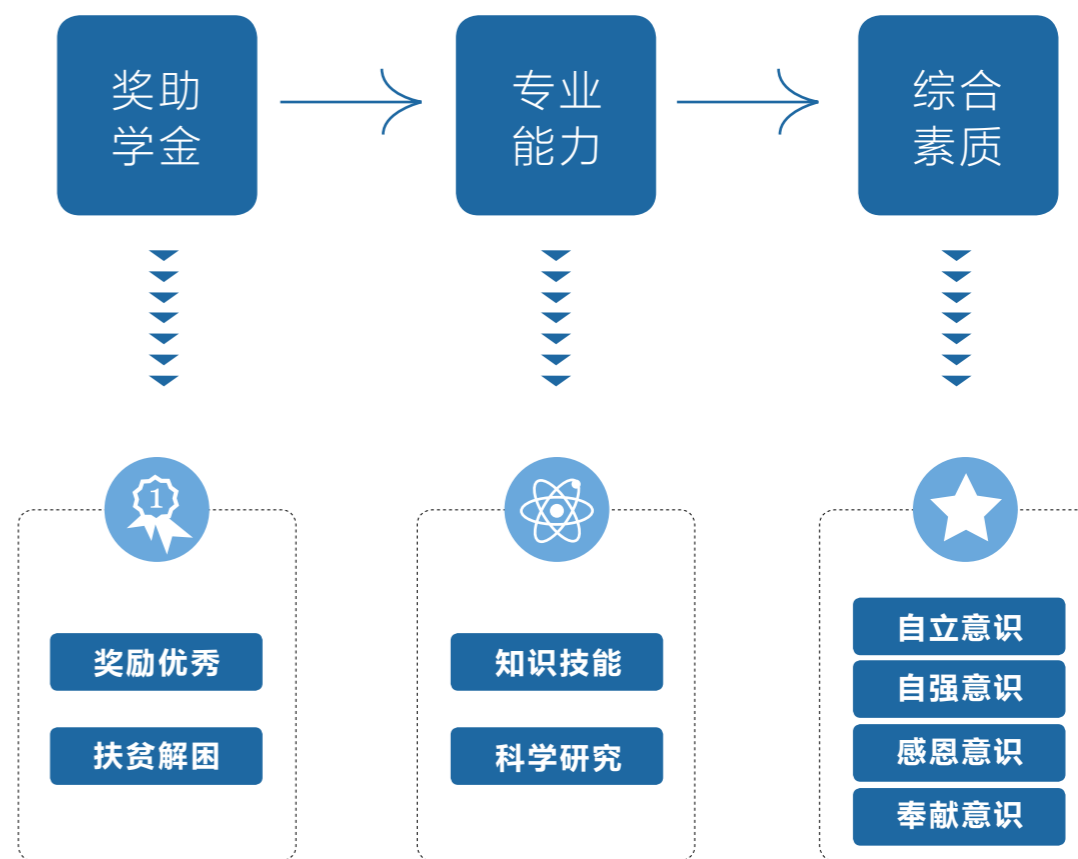 奖助
学金
专业
能力
综合
素质
1
奖励优秀
扶贫解困
知识技能
科学研究
自立意识
自强意识
感恩意识
奉献意识